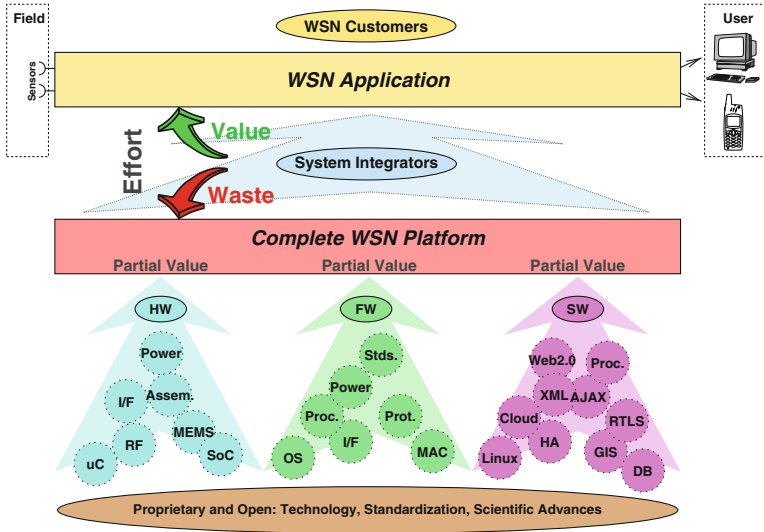 Field
WSN Customers
User
Sensors
WSN Application
Value
Effort
System Integrators
Waste
Complete WSN Platform
Partial Value
Partial Value
Partial Value
HW
FW
SW
Power
Stds.
Web2.0
Proc.
I/F
Assem.
Power
XML
AJAX
Proc.
Prot.
Cloud
RTLS
RF
MEMS
I/F
HA
uC
SoC
OS
MAC
Linux
GIS
DB
Proprietary and Open: Technology, Standardization, Scientific Advances